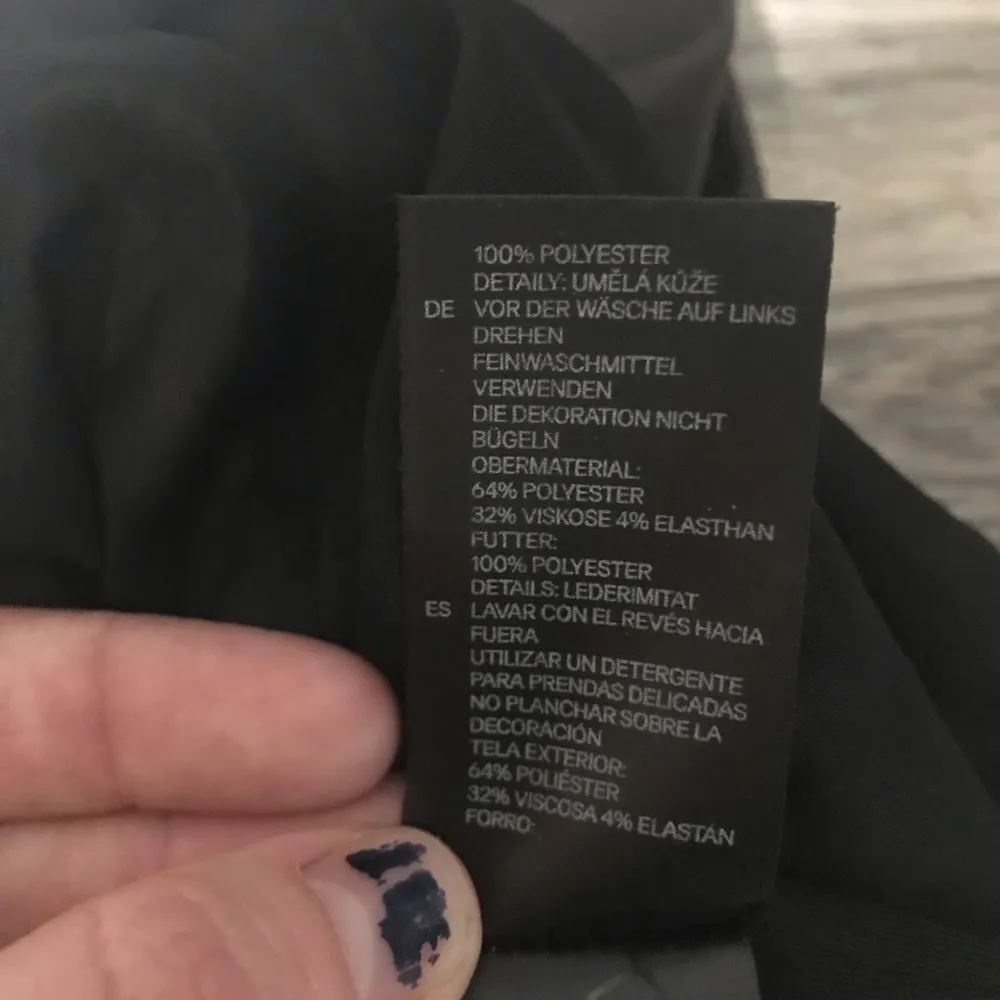 100% POLYESTER
DETAILY: UMĚLÁ KŮŽE
DE VOR DER WÄSCHE AUF LINKS
DREHEN
FEINWASCHMITTEL
VERWENDEN
DIE DEKORATION NICHT
BÜGELN
OBERMATERIAL:
64% POLYESTER
32% VISKOSE 4% ELASTHAN
FUTTER:
100% POLYESTER
DETAILS: LEDERIMITAT
ES LAVAR CON EL REVÉS HACIA
FUERA
UTILIZAR UN DETERGENTE
PARA PRENDAS DELICADAS
NO PLANCHAR SOBRE LA
DECORACIÓN
TELA EXTERIOR:
64% POLIÉSTER
32% VISCOSA 4% ELASTÁN
FORRO: